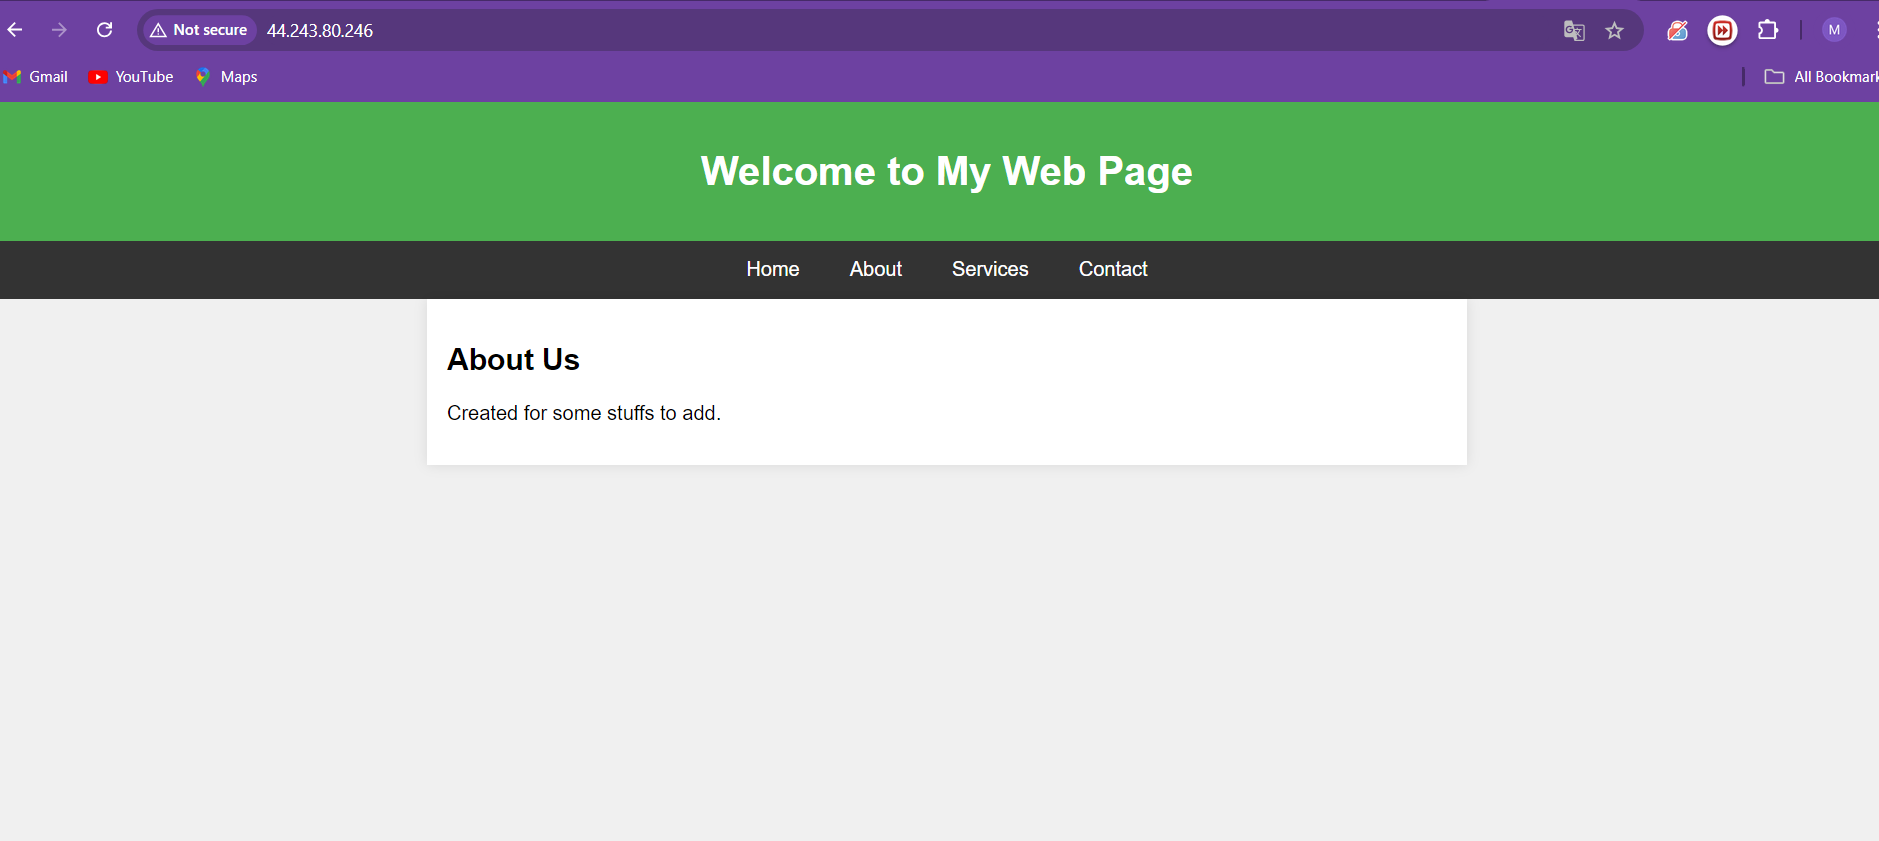 Not secure 44.243.80.246 M
Gmail YouTube Maps All Bookmark
Welcome to My Web Page
Home About Services Contact
About Us
Created for some stuffs to add.